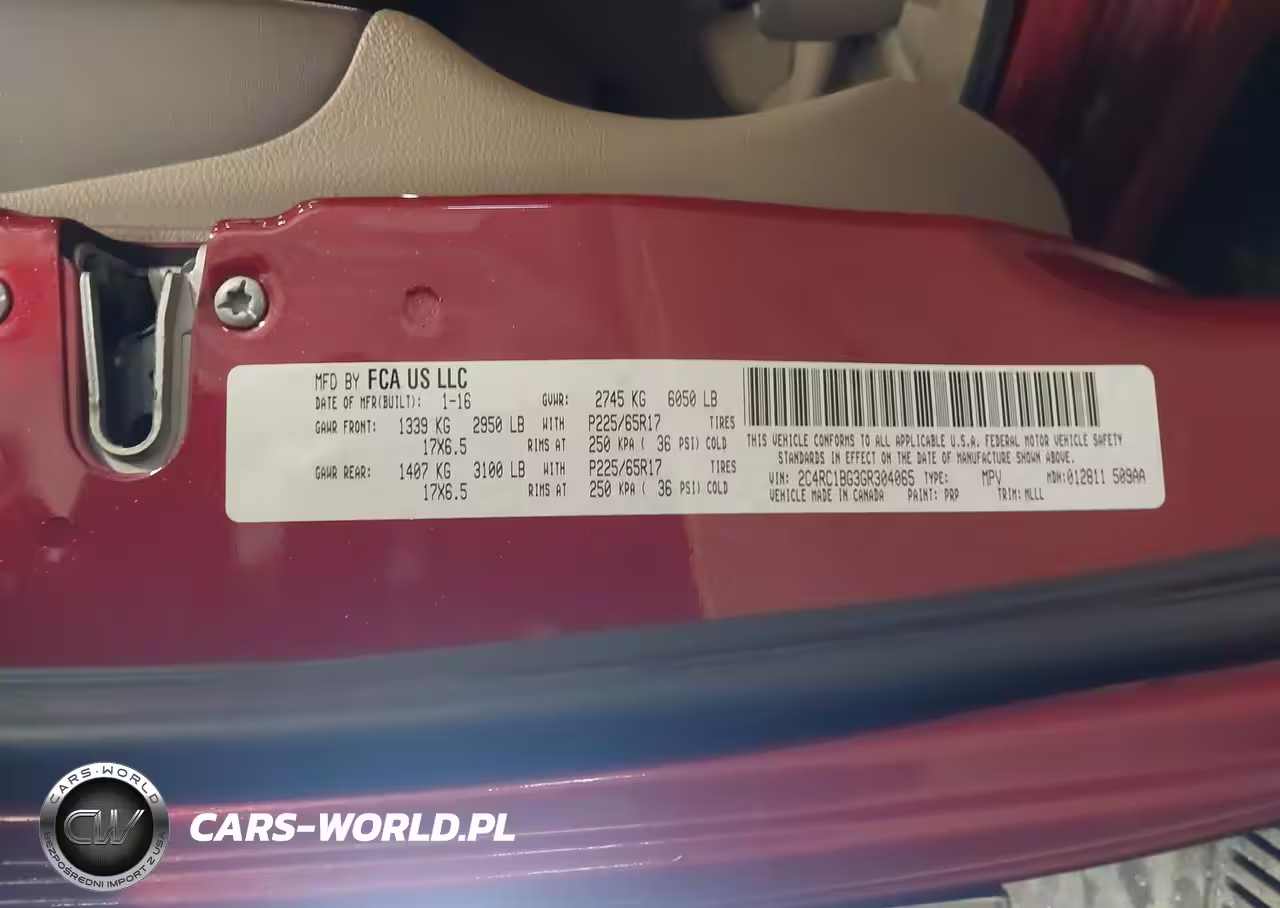 MFD BY FCA US LLC
DATE OF MFR(BUILT): 1-16 GVWR: 2745 KG 6050 LB
GAWR FRONT: 1339 KG 2950 LB WITH P225/65R17 TIRES
17X6.5 RIMS AT 250 KPA ( 36 PSI) COLD
GAWR REAR: 1407 KG 3100 LB WITH P225/65R17 TIRES
17X6.5 RIMS AT 250 KPA ( 36 PSI) COLD
THIS VEHICLE CONFORMS TO ALL APPLICABLE U.S.A. FEDERAL MOTOR VEHICLE SAFETY
STANDARDS IN EFFECT ON THE DATE OF MANUFACTURE SHOWN ABOVE.
VIN: 2C4RC1BG3GR304065 TYPE: MPV MDH:012811 509AA
VEHICLE MADE IN CANADA PAINT: PRP TRIM: MLLL
CARS-WORLD
CW
BEZPOŚREDNI IMPORT Z USA
CARS-WORLD.PL